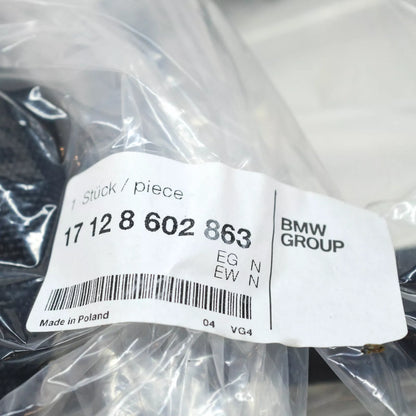 1 Stück / piece
17 12 8 602 863
EG N
EW N
BMW
GROUP
Made in Poland
04 VG4